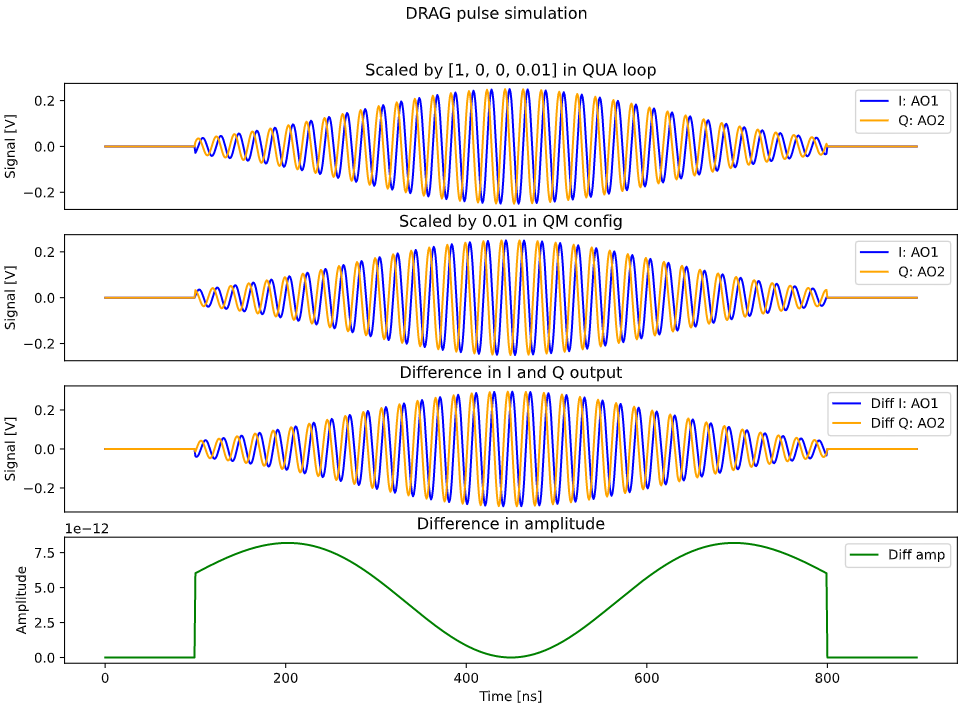 DRAG pulse simulation
Scaled by [1, 0, 0, 0.01] in QUA loop
Signal [V]
0.2
0.0
−0.2
I: AO1
Q: AO2
Scaled by 0.01 in QM config
Signal [V]
0.2
0.0
−0.2
I: AO1
Q: AO2
Difference in I and Q output
Signal [V]
0.2
0.0
−0.2
Diff I: AO1
Diff Q: AO2
Difference in amplitude
1e−12
Amplitude
7.5
5.0
2.5
0.0
Diff amp
0 200 400 600 800
Time [ns]